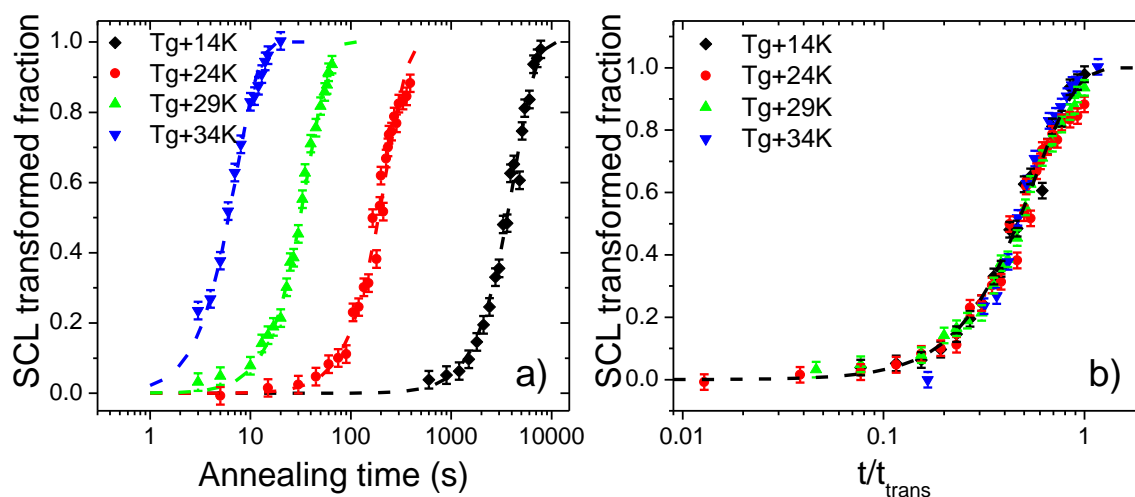 SCL transformed fraction
1.0
0.8
0.6
0.4
0.2
0.0
Tg+14K
Tg+24K
Tg+29K
Tg+34K
a)
1 10 100 1000 10000
Annealing time (s)
SCL transformed fraction
1.0
0.8
0.6
0.4
0.2
0.0
Tg+14K
Tg+24K
Tg+29K
Tg+34K
b)
0.01 0.1 1
t/t_trans